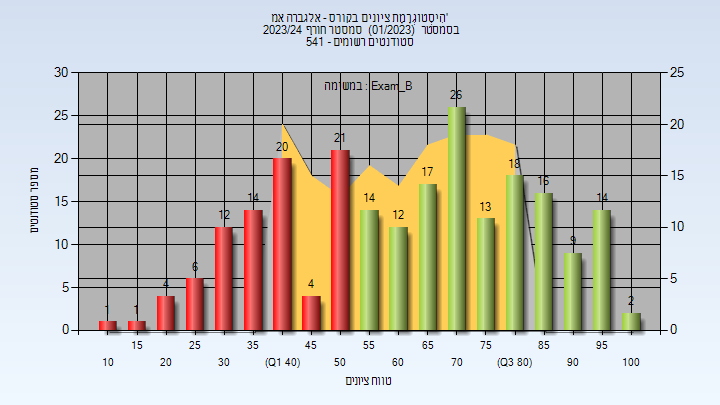 היסטוגרמת ציונים בקורס - אלגברה אמ'
בסמסטר (01/2023) סמסטר חורף 2023/24
סטודנטים רשומים - 541
במשימה : Exam_B
מספר סטודנטים
30 25 20 15 10 5 0
25 20 15 10 5 0
1 1 4 6 12 14 20 4 21 14 12 17 26 13 18 16 9 14 2
15 25 35 45 55 65 75 85 95
10 20 30 (Q1 40) 50 60 70 (Q3 80) 90 100
טווח ציונים